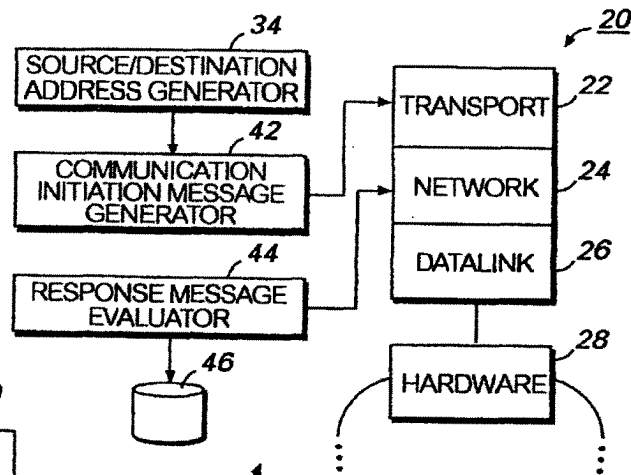 34
20
SOURCE/DESTINATION
ADDRESS GENERATOR
42
COMMUNICATION
INITIATION MESSAGE
GENERATOR
44
RESPONSE MESSAGE
EVALUATOR
46
TRANSPORT
22
NETWORK
24
DATALINK
26
28
HARDWARE